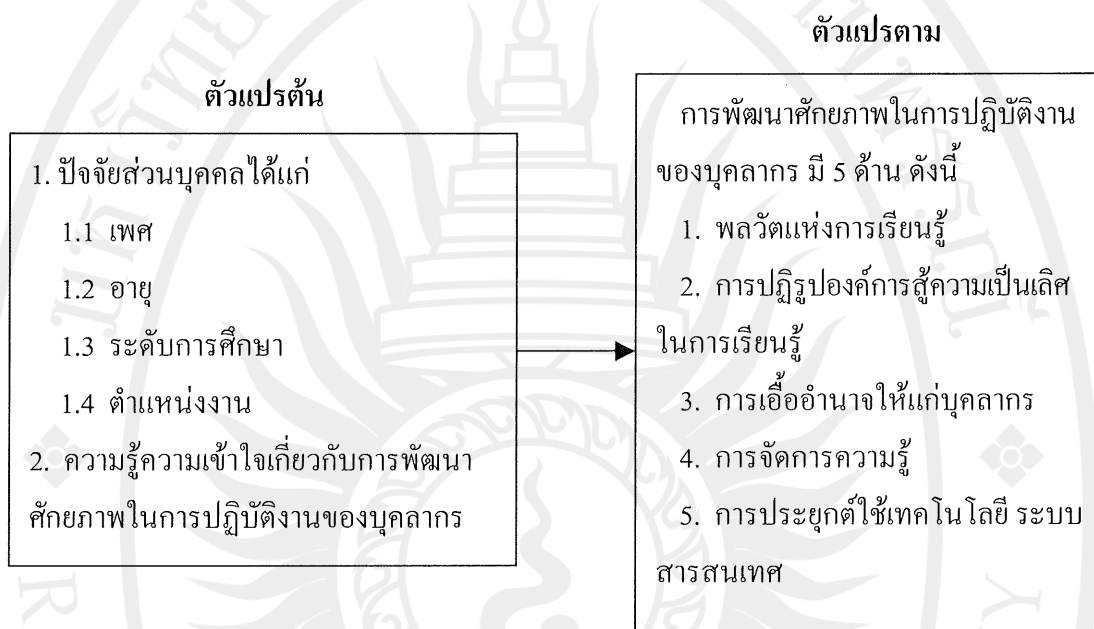 ตัวแปรต้น
1. ปัจจัยส่วนบุคคลได้แก่
1.1 เพศ
1.2 อายุ
1.3 ระดับการศึกษา
1.4 ตำแหน่งงาน
2. ความรู้ความเข้าใจเกี่ยวกับการพัฒนา
ศักยภาพในการปฏิบัติงานของบุคลากร
ตัวแปรตาม
การพัฒนาศักยภาพในการปฏิบัติงาน
ของบุคลากร มี 5 ด้าน ดังนี้
1. พลวัตแห่งการเรียนรู้
2. การปฏิรูปองค์การสู้ความเป็นเลิศ
ในการเรียนรู้
3. การเอื้ออำนาจให้แก่บุคลากร
4. การจัดการความรู้
5. การประยุกต์ใช้เทคโนโลยี ระบบ
สารสนเทศ